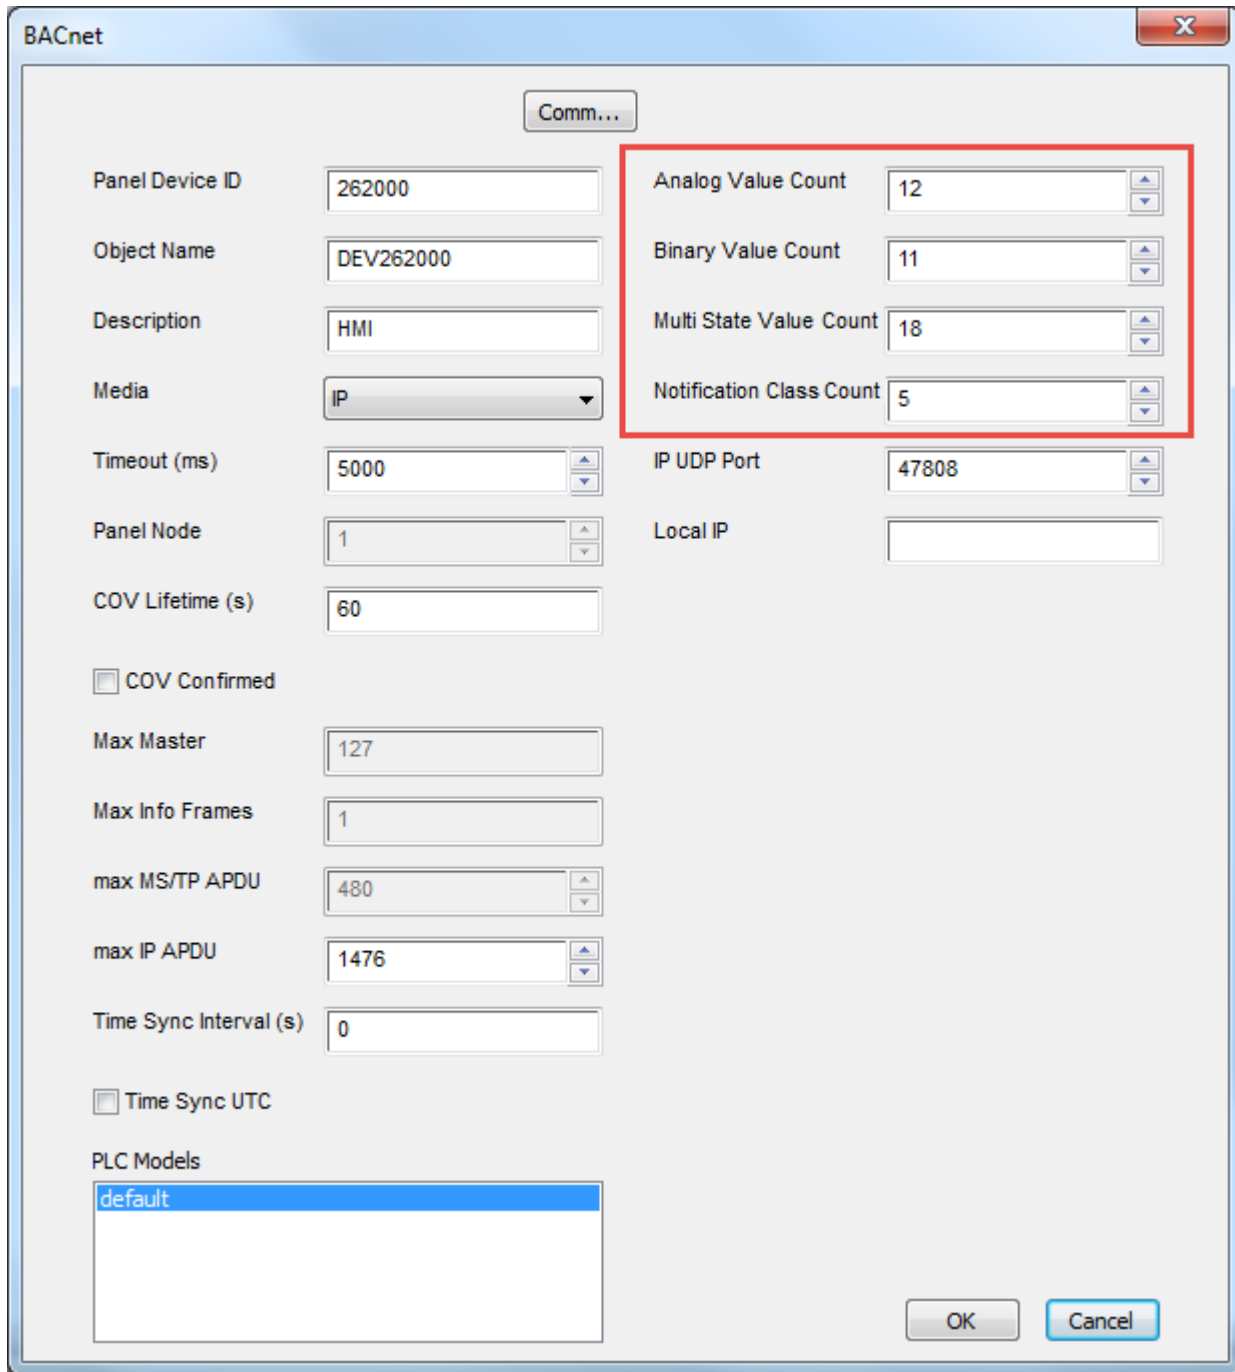 BACnet
Comm...
Panel Device ID 262000
Object Name DEV262000
Description HMI
Media IP
Timeout (ms) 5000
Panel Node 1
COV Lifetime (s) 60
COV Confirmed
Max Master 127
Max Info Frames 1
max MS/TP APDU 480
max IP APDU 1476
Time Sync Interval (s) 0
Time Sync UTC
PLC Models
default
Analog Value Count 12
Binary Value Count 11
Multi State Value Count 18
Notification Class Count 5
IP UDP Port 47808
Local IP
OK Cancel